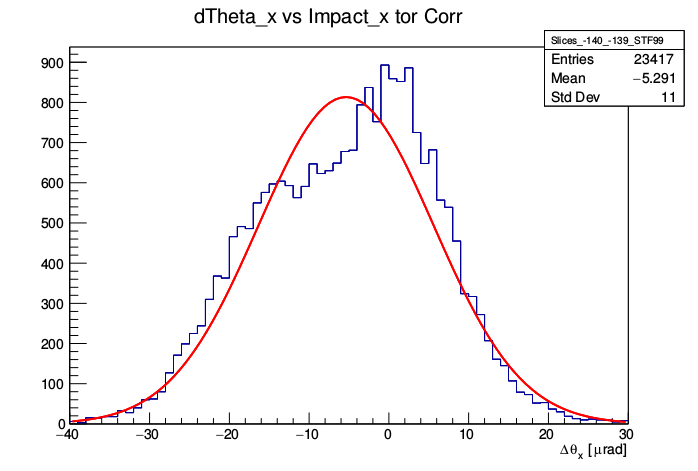 dTheta_x vs Impact_x tor Corr
Slices_-140_-139_STF99
Entries 23417
Mean −5.291
Std Dev 11
900
800
700
600
500
400
300
200
100
0
−40 −30 −20 −10 0 10 20 30
Δθx [μrad]